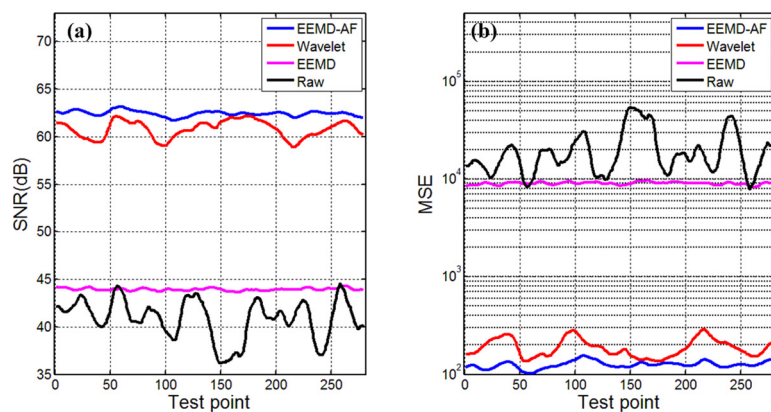 (a)
EEMD-AF
Wavelet
EEMD
Raw
SNR(dB)
70
65
60
55
50
45
40
35
0
50
100
150
200
250
Test point
(b)
EEMD-AF
Wavelet
EEMD
Raw
MSE
10^5
10^4
10^3
10^2
0
50
100
150
200
250
Test point